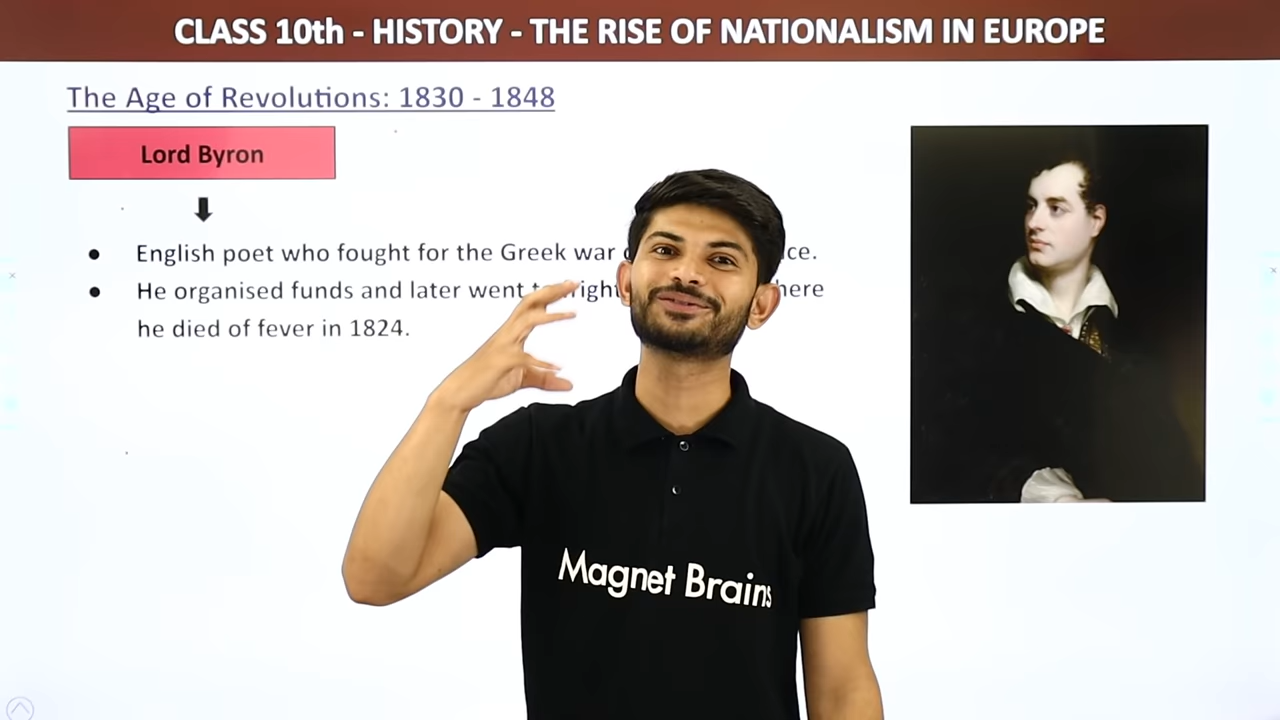 CLASS 10th - HISTORY - THE RISE OF NATIONALISM IN EUROPE
The Age of Revolutions: 1830 - 1848
Lord Byron
English poet who fought for the Greek war
He organised funds and later went
he died of fever in 1824.
Magnet Brains